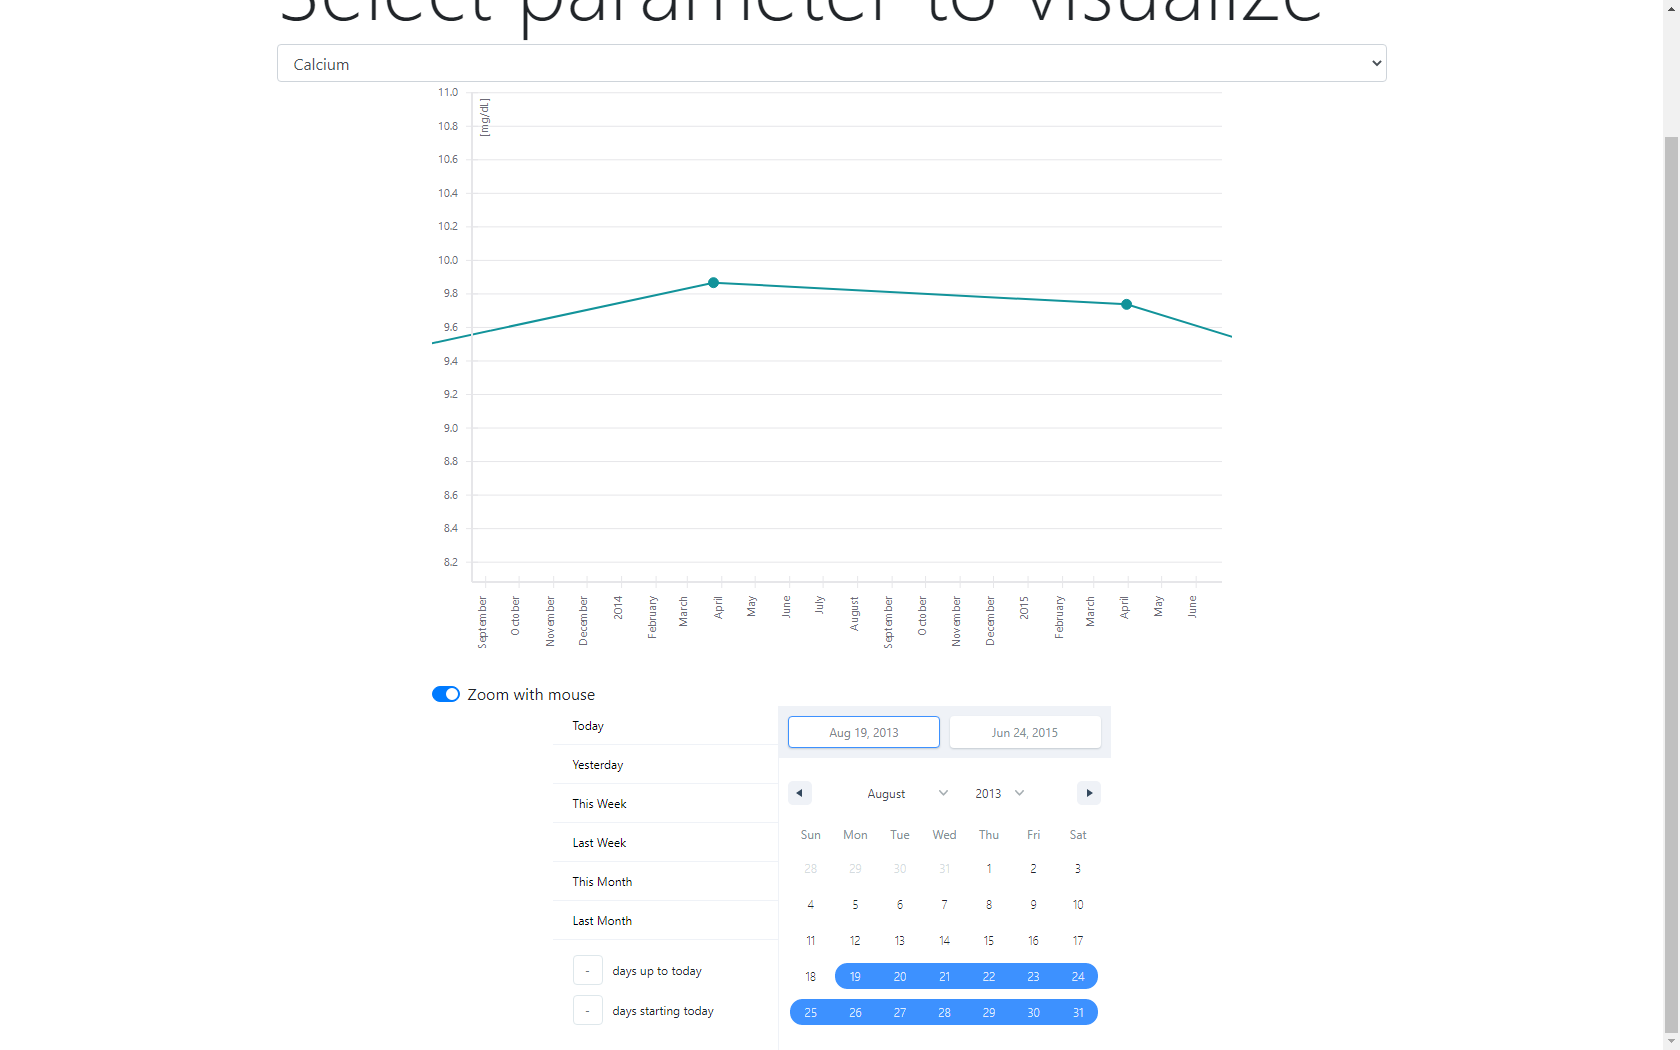 Select parameter to visualize
Calcium
11.0
[mg/dL]
10.8
10.6
10.4
10.2
10.0
9.8
9.6
9.4
9.2
9.0
8.8
8.6
8.4
8.2
September October November December 2014 February March April May June July August September October November December 2015 February March April May June
Zoom with mouse
Today
Yesterday
This Week
Last Week
This Month
Last Month
- days up to today
- days starting today
Aug 19, 2013 Jun 24, 2015
August 2013
Sun Mon Tue Wed Thu Fri Sat
28 29 30 31 1 2 3
4 5 6 7 8 9 10
11 12 13 14 15 16 17
18 19 20 21 22 23 24
25 26 27 28 29 30 31